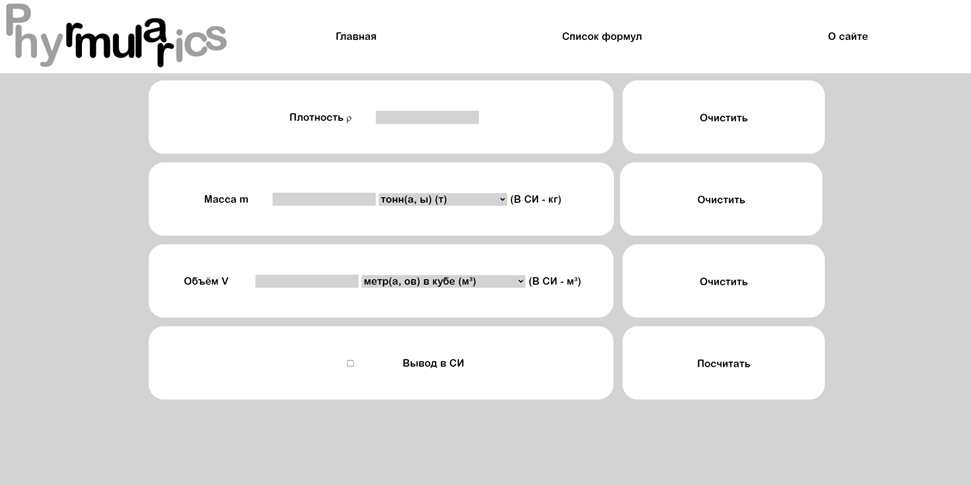 Phyrmularics
Главная Список формул О сайте
Плотность ρ Очистить
Масса m тонн(а, ы) (т) (В СИ - кг) Очистить
Объём V метр(а, ов) в кубе (м³) (В СИ - м³) Очистить
Вывод в СИ Посчитать